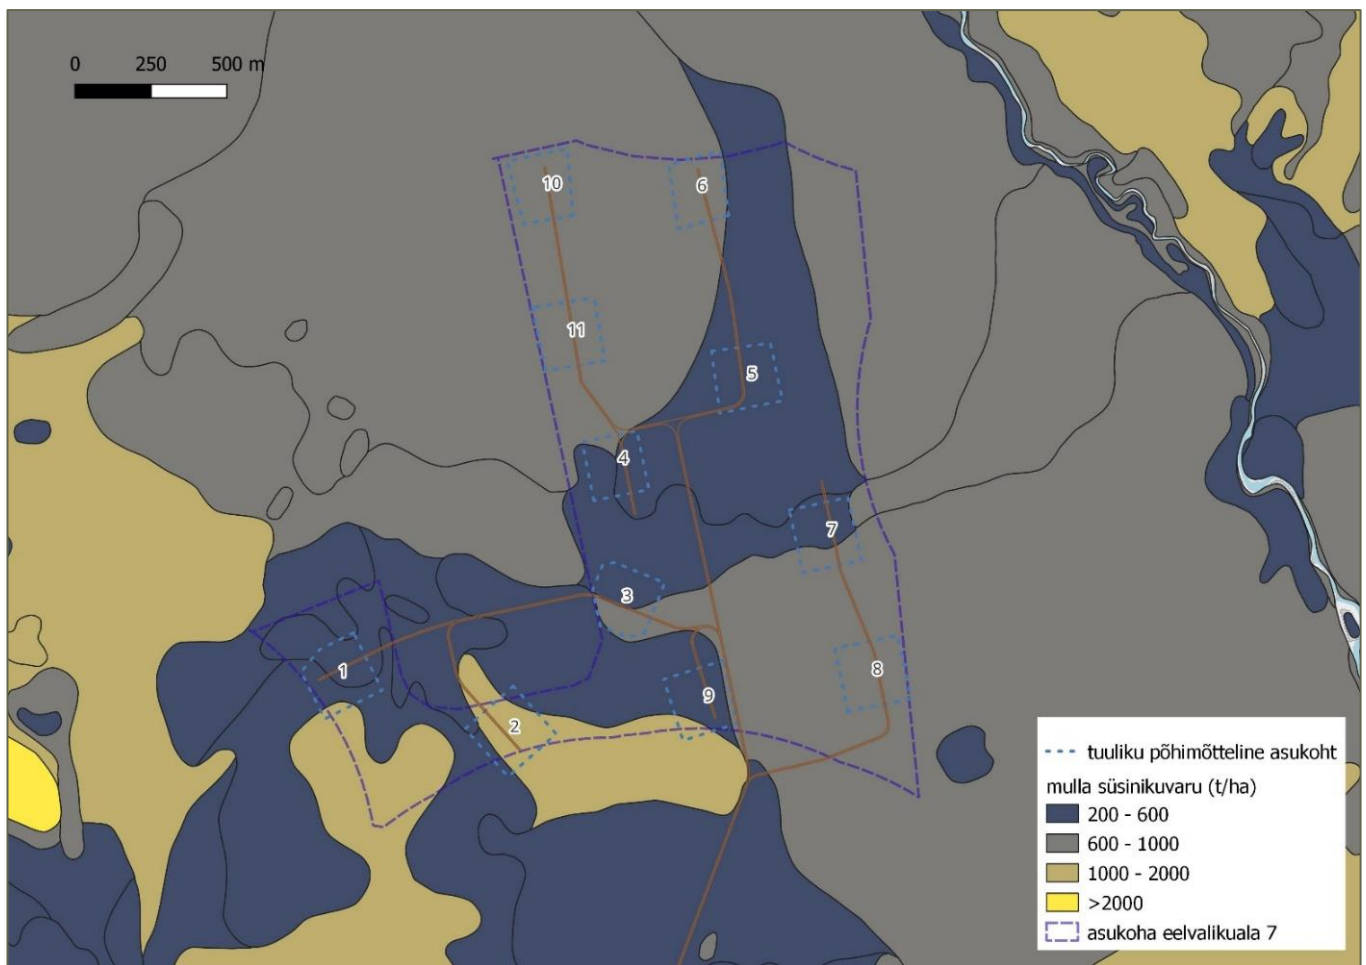 0 250 500 m
10
6
11
5
4
7
3
1
8
9
2
tuuliku põhimõtteline asukoht
mulla süsinikuvaru (t/ha)
200 - 600
600 - 1000
1000 - 2000
>2000
asukoha eelvalikuala 7